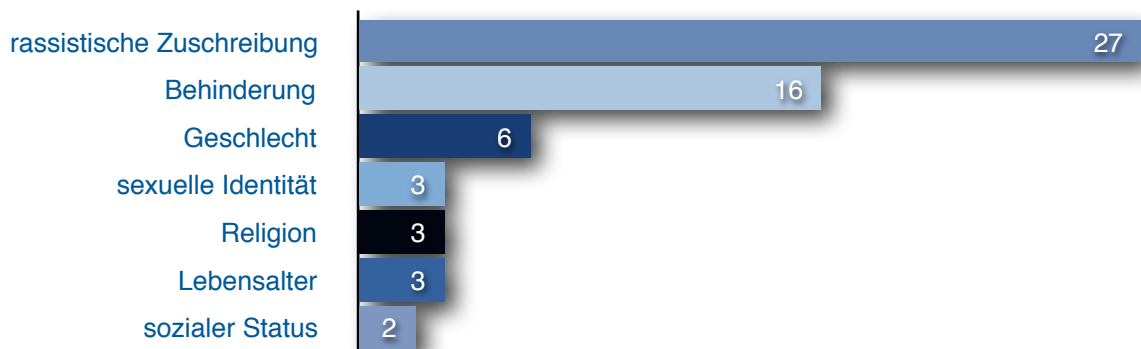 rassistische Zuschreibung 27
Behinderung 16
Geschlecht 6
sexuelle Identität 3
Religion 3
Lebensalter 3
sozialer Status 2